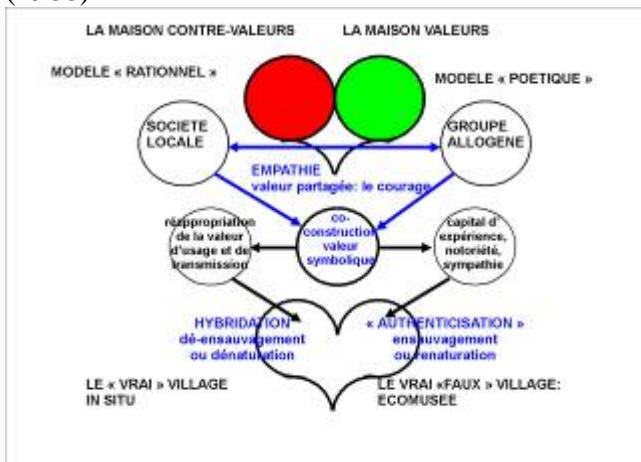 LA MAISON CONTRE-VALEURS
LA MAISON VALEURS
MODELE « RATIONNEL »
MODELE « POETIQUE »
SOCIETE
LOCALE
GROUPE
ALLOGENE
EMPATHIE
valeur partagée: le courage
réappropriation
de la valeur
d'usage et de
transmission
co-
construction
valeur
symbolique
capital d'
expérience,
notoriété,
sympathie
HYBRIDATION
dé-ensauvagement
ou dénaturation
« AUTHENTICISATION »
ensauvagement
ou renaturation
LE « VRAI » VILLAGE
IN SITU
LE VRAI «FAUX » VILLAGE:
ECOMUSEE